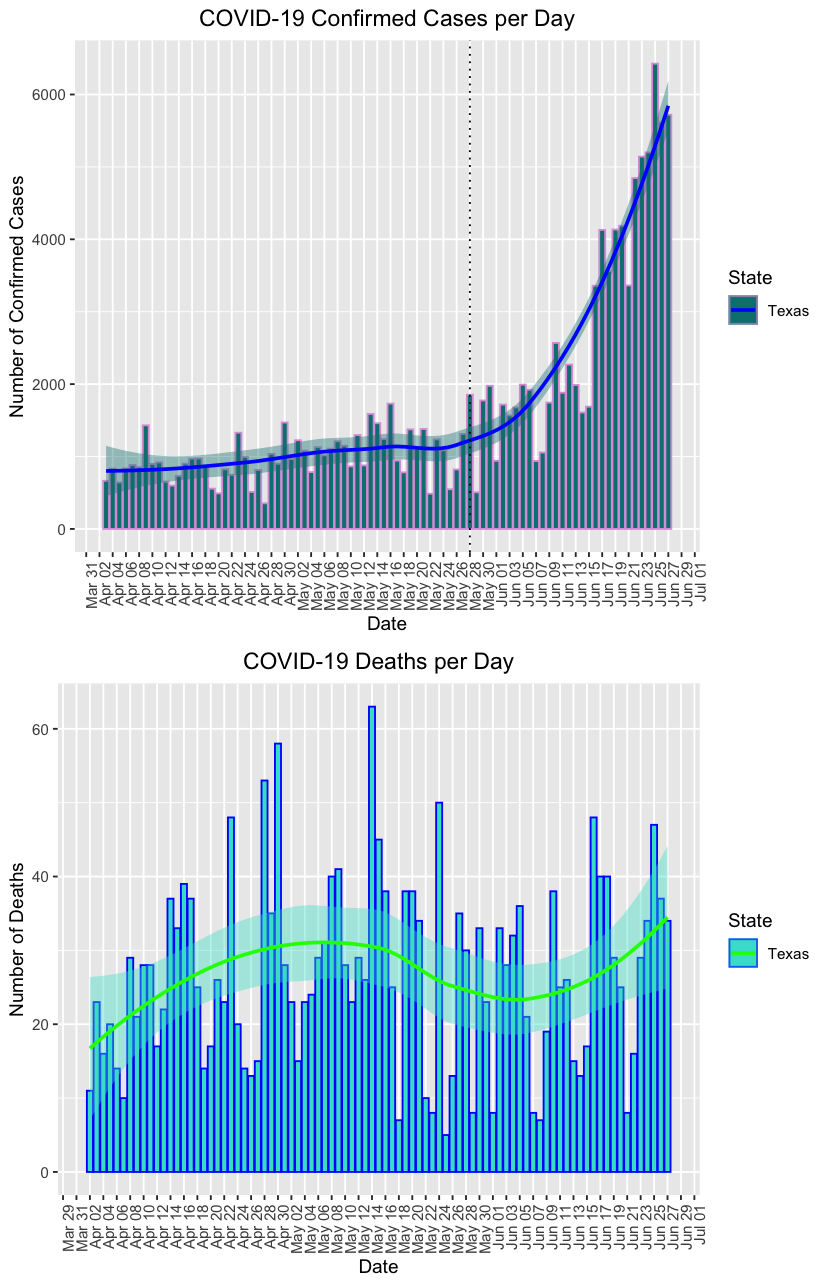 COVID-19 Confirmed Cases per Day
Number of Confirmed Cases
6000
4000
2000
0
Mar 31
Apr 02
Apr 04
Apr 06
Apr 08
Apr 10
Apr 12
Apr 14
Apr 16
Apr 18
Apr 20
Apr 22
Apr 24
Apr 26
Apr 28
Apr 30
May 02
May 04
May 06
May 08
May 10
May 12
May 14
May 16
May 18
May 20
May 22
May 24
May 26
May 28
May 30
Jun 01
Jun 03
Jun 05
Jun 07
Jun 09
Jun 11
Jun 13
Jun 15
Jun 17
Jun 19
Jun 21
Jun 23
Jun 25
Jun 27
Jun 29
Jul 01
Date
State
Texas
COVID-19 Deaths per Day
Number of Deaths
60
40
20
0
Mar 29
Mar 31
Apr 02
Apr 04
Apr 06
Apr 08
Apr 10
Apr 12
Apr 14
Apr 16
Apr 18
Apr 20
Apr 22
Apr 24
Apr 26
Apr 28
Apr 30
May 02
May 04
May 06
May 08
May 10
May 12
May 14
May 16
May 18
May 20
May 22
May 24
May 26
May 28
May 30
Jun 01
Jun 03
Jun 05
Jun 07
Jun 09
Jun 11
Jun 13
Jun 15
Jun 17
Jun 19
Jun 21
Jun 23
Jun 25
Jun 27
Jun 29
Jul 01
Date
State
Texas